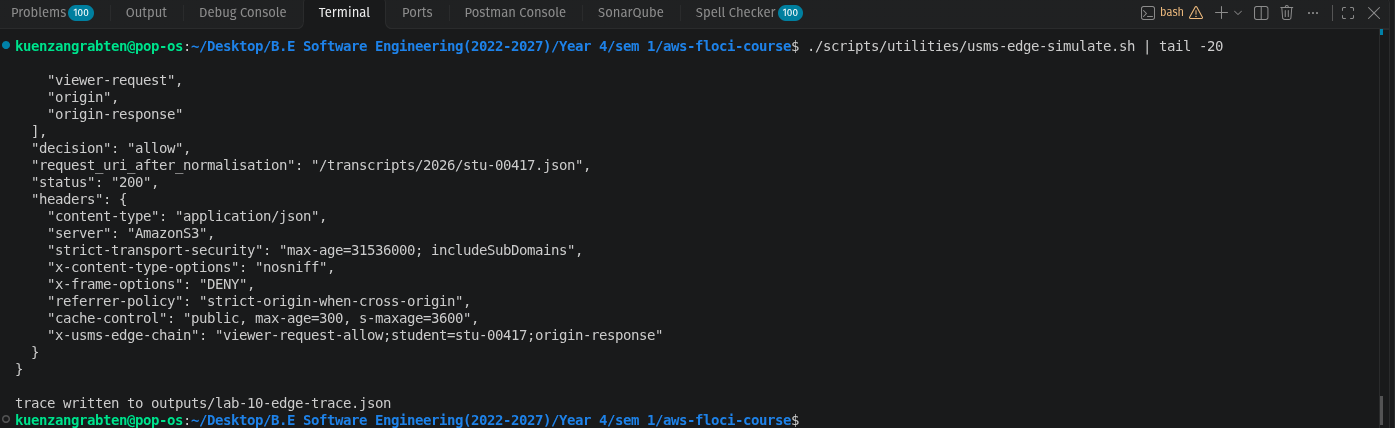 Problems 100 Output Debug Console Terminal Ports Postman Console SonarQube Spell Checker 100 bash
kuenzangrabten@pop-os:~/Desktop/B.E Software Engineering(2022-2027)/Year 4/sem 1/aws-floci-course$ ./scripts/utilities/usms-edge-simulate.sh | tail -20
    "viewer-request",
    "origin",
    "origin-response"
  ],
  "decision": "allow",
  "request_uri_after_normalisation": "/transcripts/2026/stu-00417.json",
  "status": "200",
  "headers": {
    "content-type": "application/json",
    "server": "AmazonS3",
    "strict-transport-security": "max-age=31536000; includeSubDomains",
    "x-content-type-options": "nosniff",
    "x-frame-options": "DENY",
    "referrer-policy": "strict-origin-when-cross-origin",
    "cache-control": "public, max-age=300, s-maxage=3600",
    "x-usms-edge-chain": "viewer-request-allow;student=stu-00417;origin-response"
  }
}
trace written to outputs/lab-10-edge-trace.json
kuenzangrabten@pop-os:~/Desktop/B.E Software Engineering(2022-2027)/Year 4/sem 1/aws-floci-course$